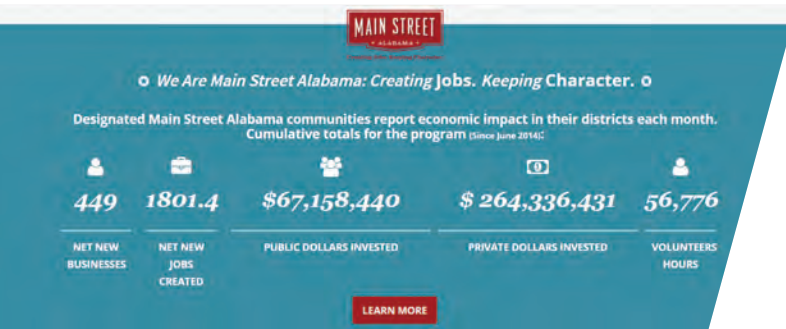 MAIN STREET
• ALABAMA •
We Are Main Street Alabama: Creating Jobs. Keeping Character.
Designated Main Street Alabama communities report economic impact in their districts each month.
Cumulative totals for the program (Since June 2014):
449 1801.4 $67,158,440 $ 264,336,431 56,776
NET NEW BUSINESSES
NET NEW JOBS CREATED
PUBLIC DOLLARS INVESTED
PRIVATE DOLLARS INVESTED
VOLUNTEERS HOURS
LEARN MORE